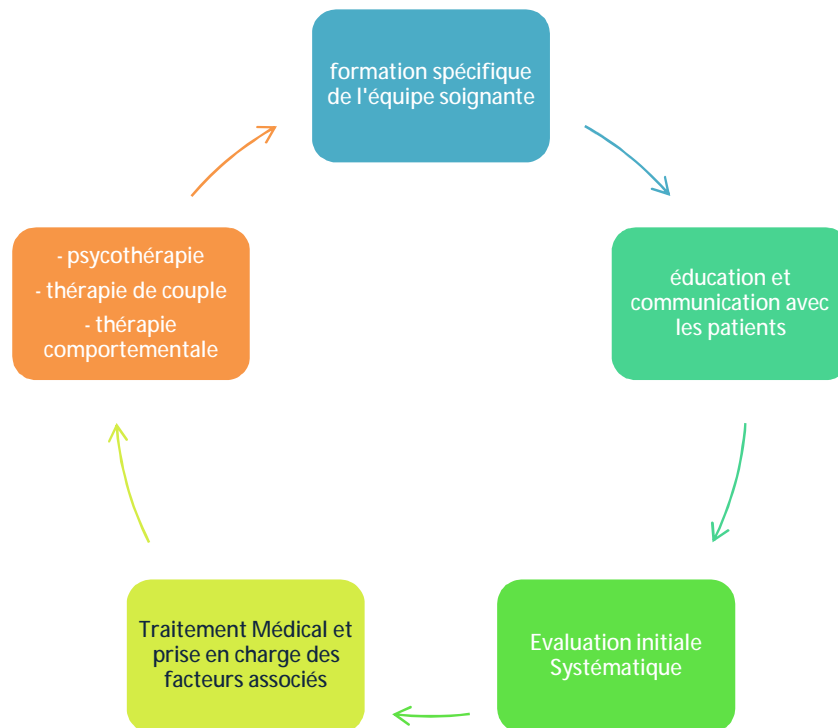 formation spécifique
de l'équipe soignante
éducation et
communication avec
les patients
Evaluation initiale
Systématique
Traitement Médical et
prise en charge des
facteurs associés
- psycothérapie
- thérapie de couple
- thérapie
comportementale